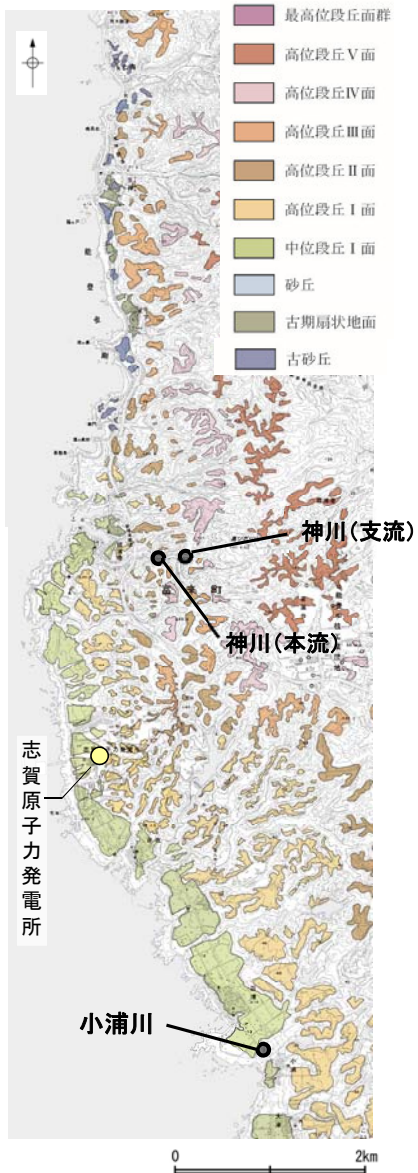 最高位段丘面群
高位段丘Ⅴ面
高位段丘Ⅳ面
高位段丘Ⅲ面
高位段丘Ⅱ面
高位段丘Ⅰ面
中位段丘Ⅰ面
砂丘
古期扇状地面
古砂丘
神川(支流)
神川(本流)
志賀原子力発電所
小浦川
0 2km